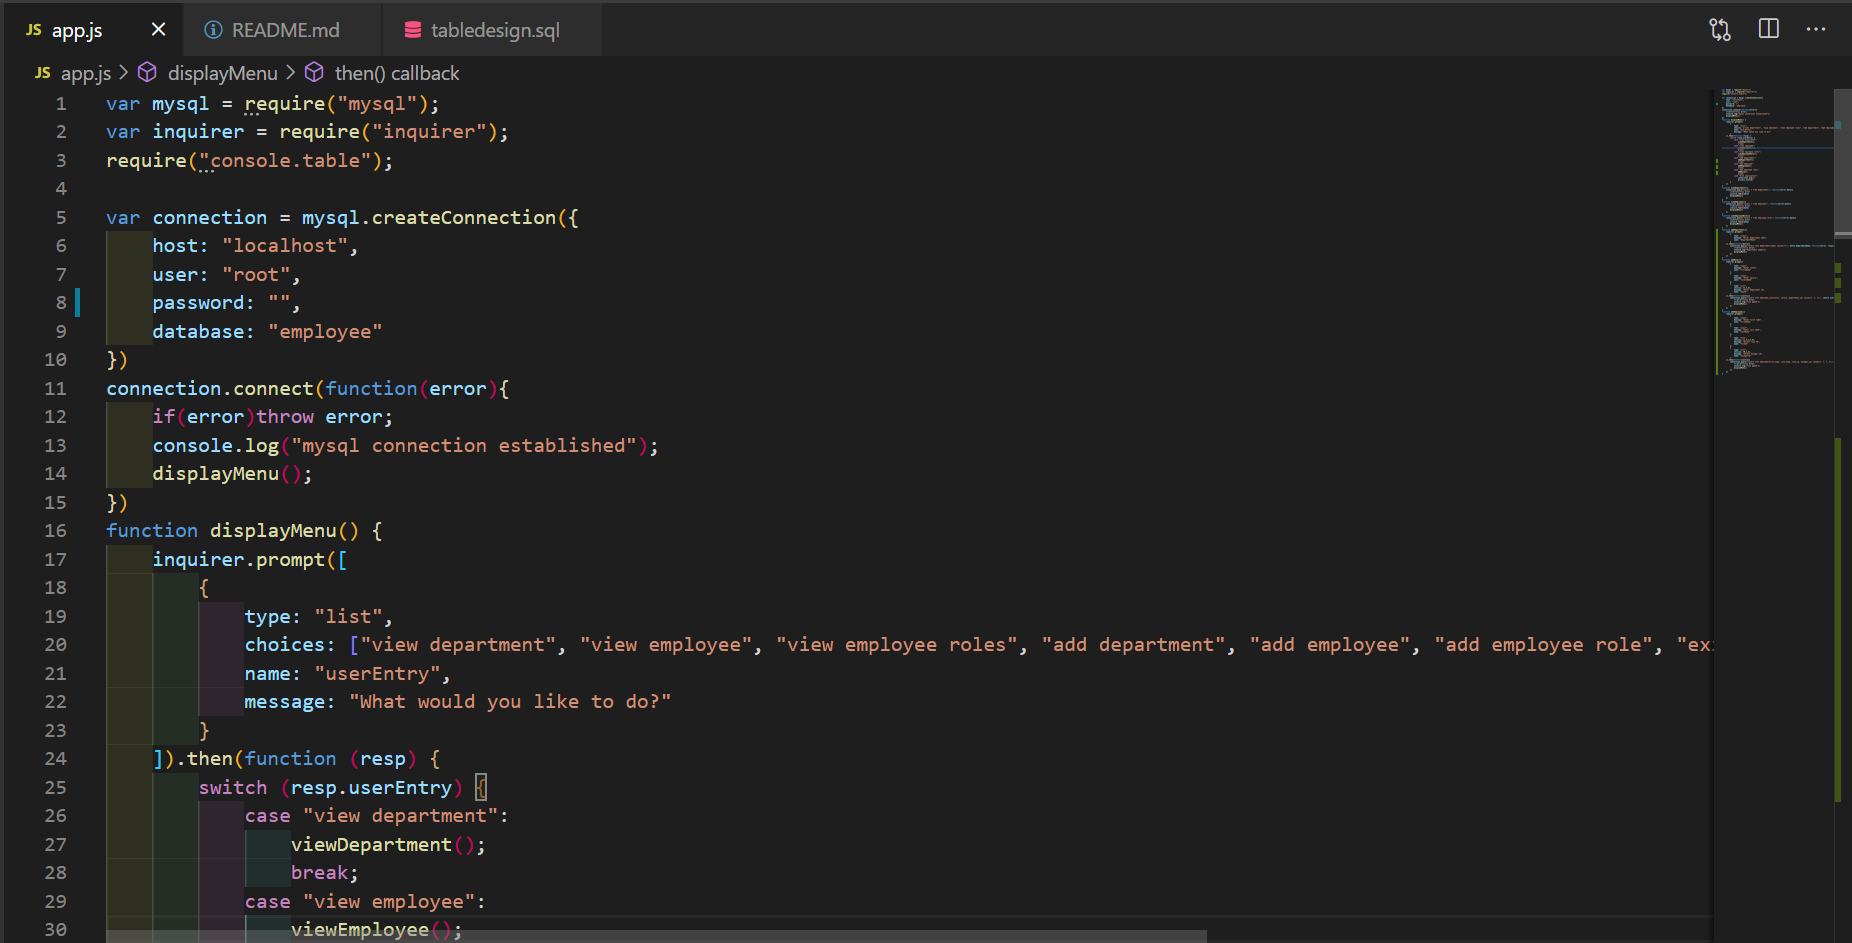 JS app.js
README.md
tabledesign.sql
JS app.js > displayMenu > then() callback
1 var mysql = require("mysql");
2 var inquirer = require("inquirer");
3 require("console.table");
4
5 var connection = mysql.createConnection({
6     host: "localhost",
7     user: "root",
8     password: "",
9     database: "employee"
10 })
11 connection.connect(function(error){
12     if(error)throw error;
13     console.log("mysql connection established");
14     displayMenu();
15 })
16 function displayMenu() {
17     inquirer.prompt([
18         {
19             type: "list",
20             choices: ["view department", "view employee", "view employee roles", "add department", "add employee", "add employee role", "ex
21             name: "userEntry",
22             message: "What would you like to do?"
23         }
24     ]).then(function (resp) {
25         switch (resp.userEntry) {
26             case "view department":
27                 viewDepartment();
28                 break;
29             case "view employee":
30                 viewEmployee();